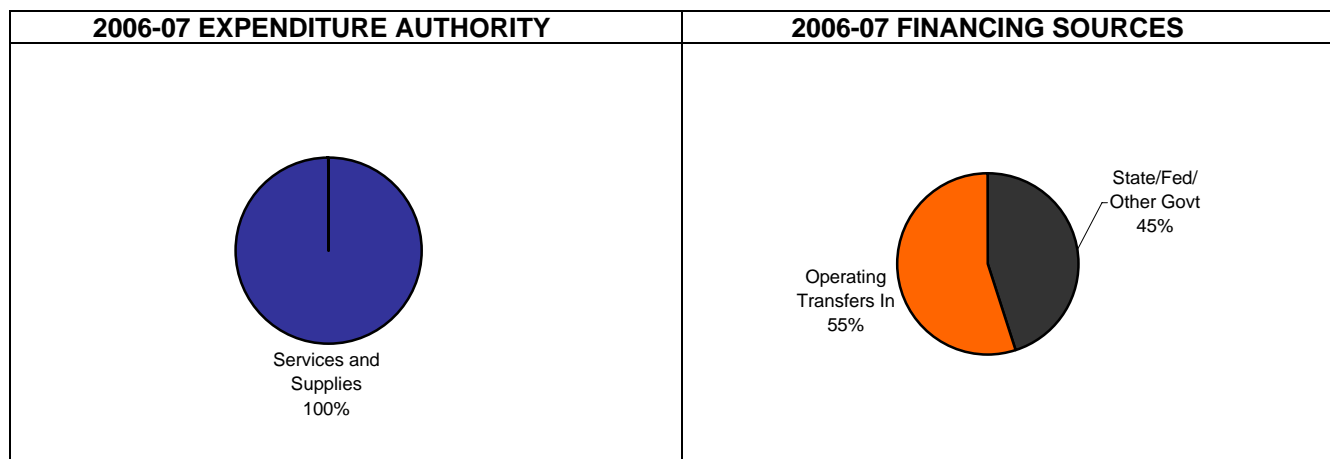 2006-07 EXPENDITURE AUTHORITY
2006-07 FINANCING SOURCES
Services and
Supplies
100%
State/Fed/
Other Govt
45%
Operating
Transfers In
55%